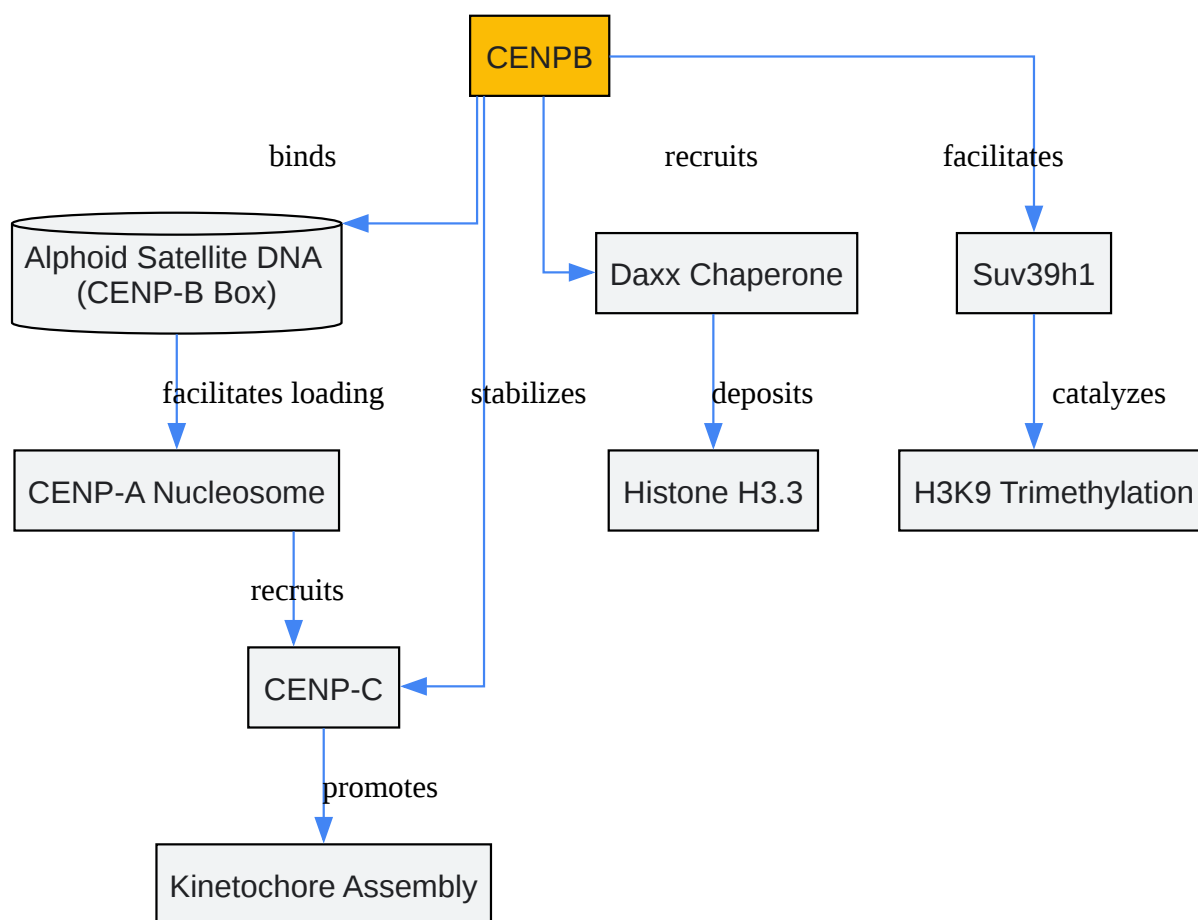 CENPB
binds
recruits
facilitates
Alphoid Satellite DNA
(CENP-B Box)
Daxx Chaperone
Suv39h1
facilitates loading
stabilizes
deposits
catalyzes
CENP-A Nucleosome
Histone H3.3
H3K9 Trimethylation
recruits
CENP-C
promotes
Kinetochore Assembly